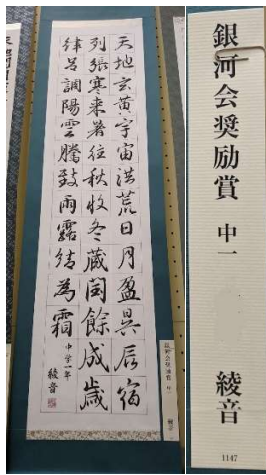 天地玄黄宇宙洪荒日月盈昃辰宿
列張寒来暑往秋收冬蔵閏餘成歳
律呂調陽雲騰致雨露結為霜
中学一年
綾音
銀河会奨励賞 中一 綾音
1147